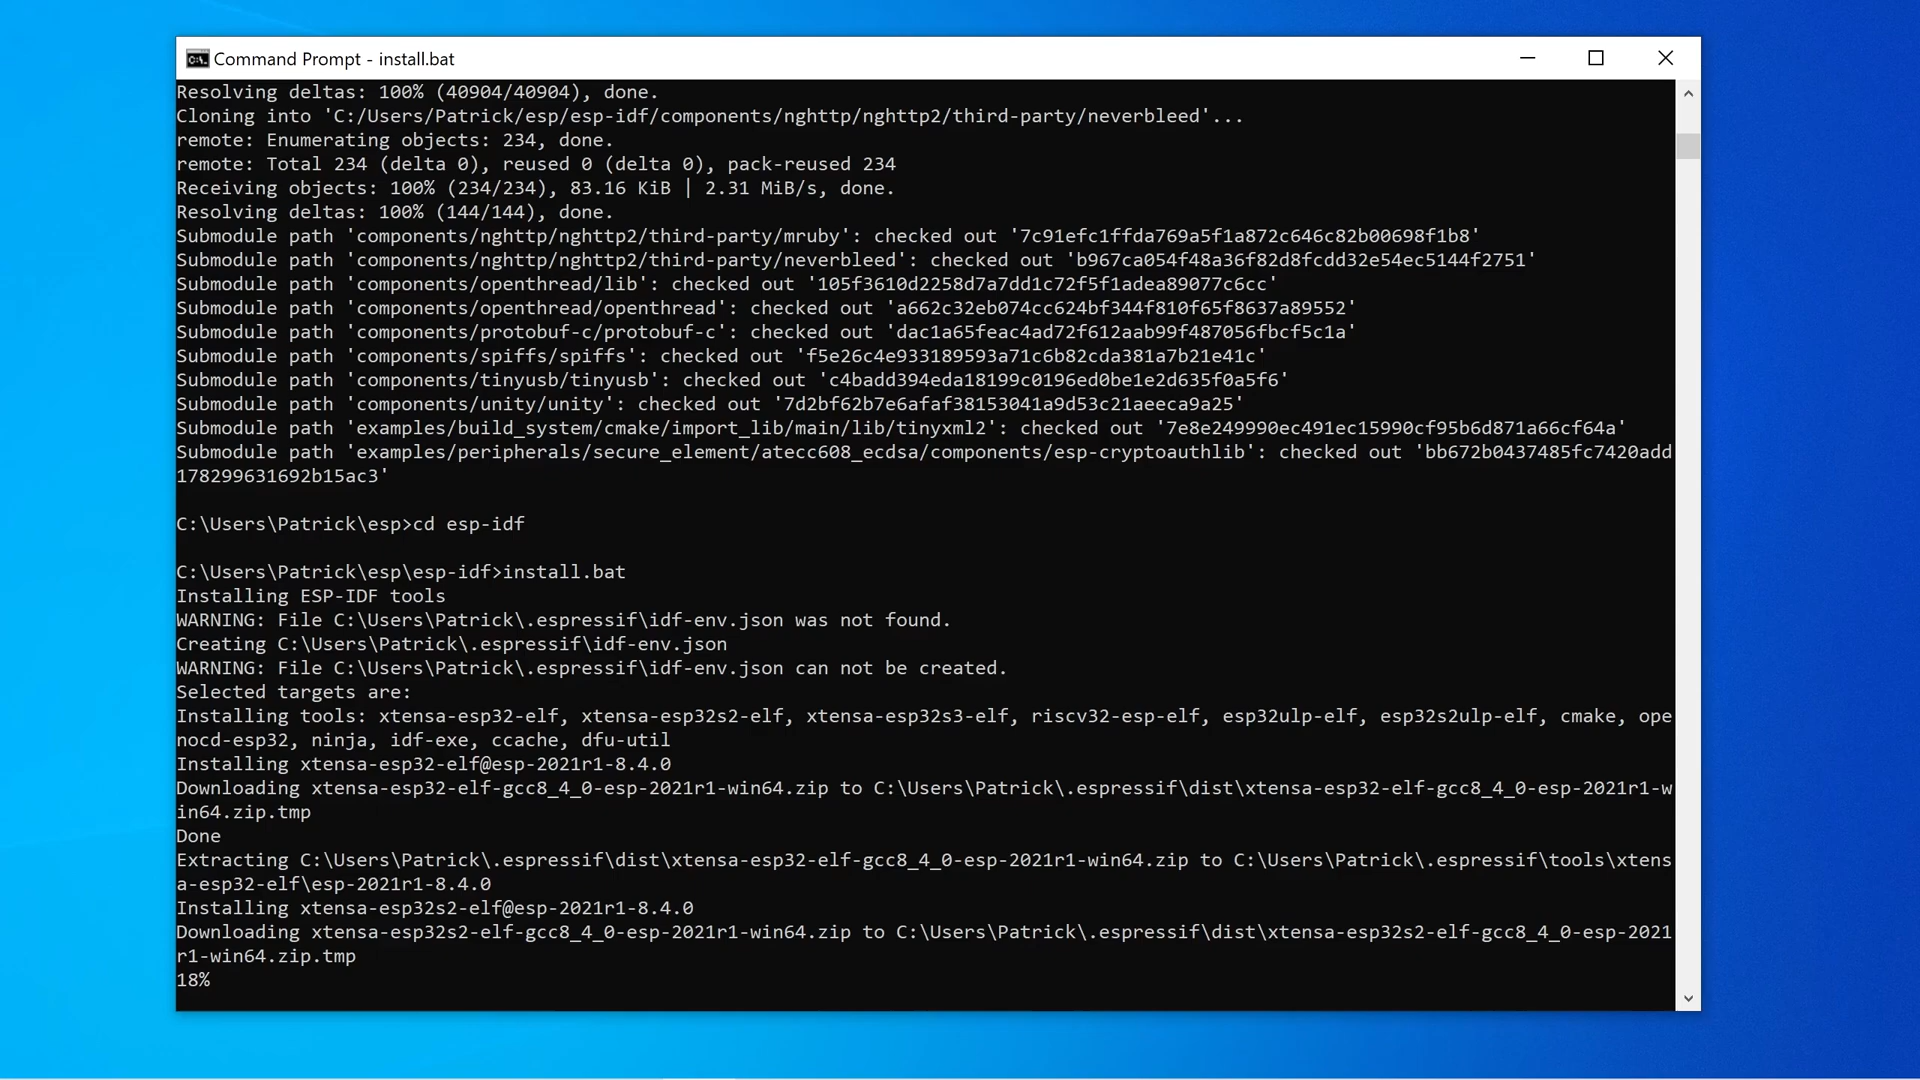 Command Prompt - install.bat
Resolving deltas: 100% (40904/40904), done.
Cloning into 'C:/Users/Patrick/esp/esp-idf/components/nghttp/nghttp2/third-party/neverbleed'...
remote: Enumerating objects: 234, done.
remote: Total 234 (delta 0), reused 0 (delta 0), pack-reused 234
Receiving objects: 100% (234/234), 83.16 KiB | 2.31 MiB/s, done.
Resolving deltas: 100% (144/144), done.
Submodule path 'components/nghttp/nghttp2/third-party/mruby': checked out '7c91efc1ffda769a5f1a872c646c82b00698f1b8'
Submodule path 'components/nghttp/nghttp2/third-party/neverbleed': checked out 'b967ca054f48a36f82d8fcdd32e54ec5144f2751'
Submodule path 'components/openthread/lib': checked out '105f3610d2258d7a7dd1c72f5f1adea89077c6cc'
Submodule path 'components/openthread/openthread': checked out 'a662c32eb074cc624bf344f810f65f8637a89552'
Submodule path 'components/protobuf-c/protobuf-c': checked out 'dac1a65feac4ad72f612aab99f487056fbcf5c1a'
Submodule path 'components/spiffs/spiffs': checked out 'f5e26c4e933189593a71c6b82cda381a7b21e41c'
Submodule path 'components/tinyusb/tinyusb': checked out 'c4badd394eda18199c0196ed0be1e2d635f0a5f6'
Submodule path 'components/unity/unity': checked out '7d2bf62b7e6afaf38153041a9d53c21aeeca9a25'
Submodule path 'examples/build_system/cmake/import_lib/main/lib/tinyxml2': checked out '7e8e249990ec491ec15990cf95b6d871a66cf64a'
Submodule path 'examples/peripherals/secure_element/atecc608_ecdsa/components/esp-cryptoauthlib': checked out 'bb672b0437485fc7420add
178299631692b15ac3'
C:\Users\Patrick\esp>cd esp-idf
C:\Users\Patrick\esp\esp-idf>install.bat
Installing ESP-IDF tools
WARNING: File C:\Users\Patrick\.espressif\idf-env.json was not found.
Creating C:\Users\Patrick\.espressif\idf-env.json
WARNING: File C:\Users\Patrick\.espressif\idf-env.json can not be created.
Selected targets are:
Installing tools: xtensa-esp32-elf, xtensa-esp32s2-elf, xtensa-esp32s3-elf, riscv32-esp-elf, esp32ulp-elf, esp32s2ulp-elf, cmake, ope
nocd-esp32, ninja, idf-exe, ccache, dfu-util
Installing xtensa-esp32-elf@esp-2021r1-8.4.0
Downloading xtensa-esp32-elf-gcc8_4_0-esp-2021r1-win64.zip to C:\Users\Patrick\.espressif\dist\xtensa-esp32-elf-gcc8_4_0-esp-2021r1-w
in64.zip.tmp
Done
Extracting C:\Users\Patrick\.espressif\dist\xtensa-esp32-elf-gcc8_4_0-esp-2021r1-win64.zip to C:\Users\Patrick\.espressif\tools\xtens
a-esp32-elf\esp-2021r1-8.4.0
Installing xtensa-esp32s2-elf@esp-2021r1-8.4.0
Downloading xtensa-esp32s2-elf-gcc8_4_0-esp-2021r1-win64.zip to C:\Users\Patrick\.espressif\dist\xtensa-esp32s2-elf-gcc8_4_0-esp-2021
r1-win64.zip.tmp
18%